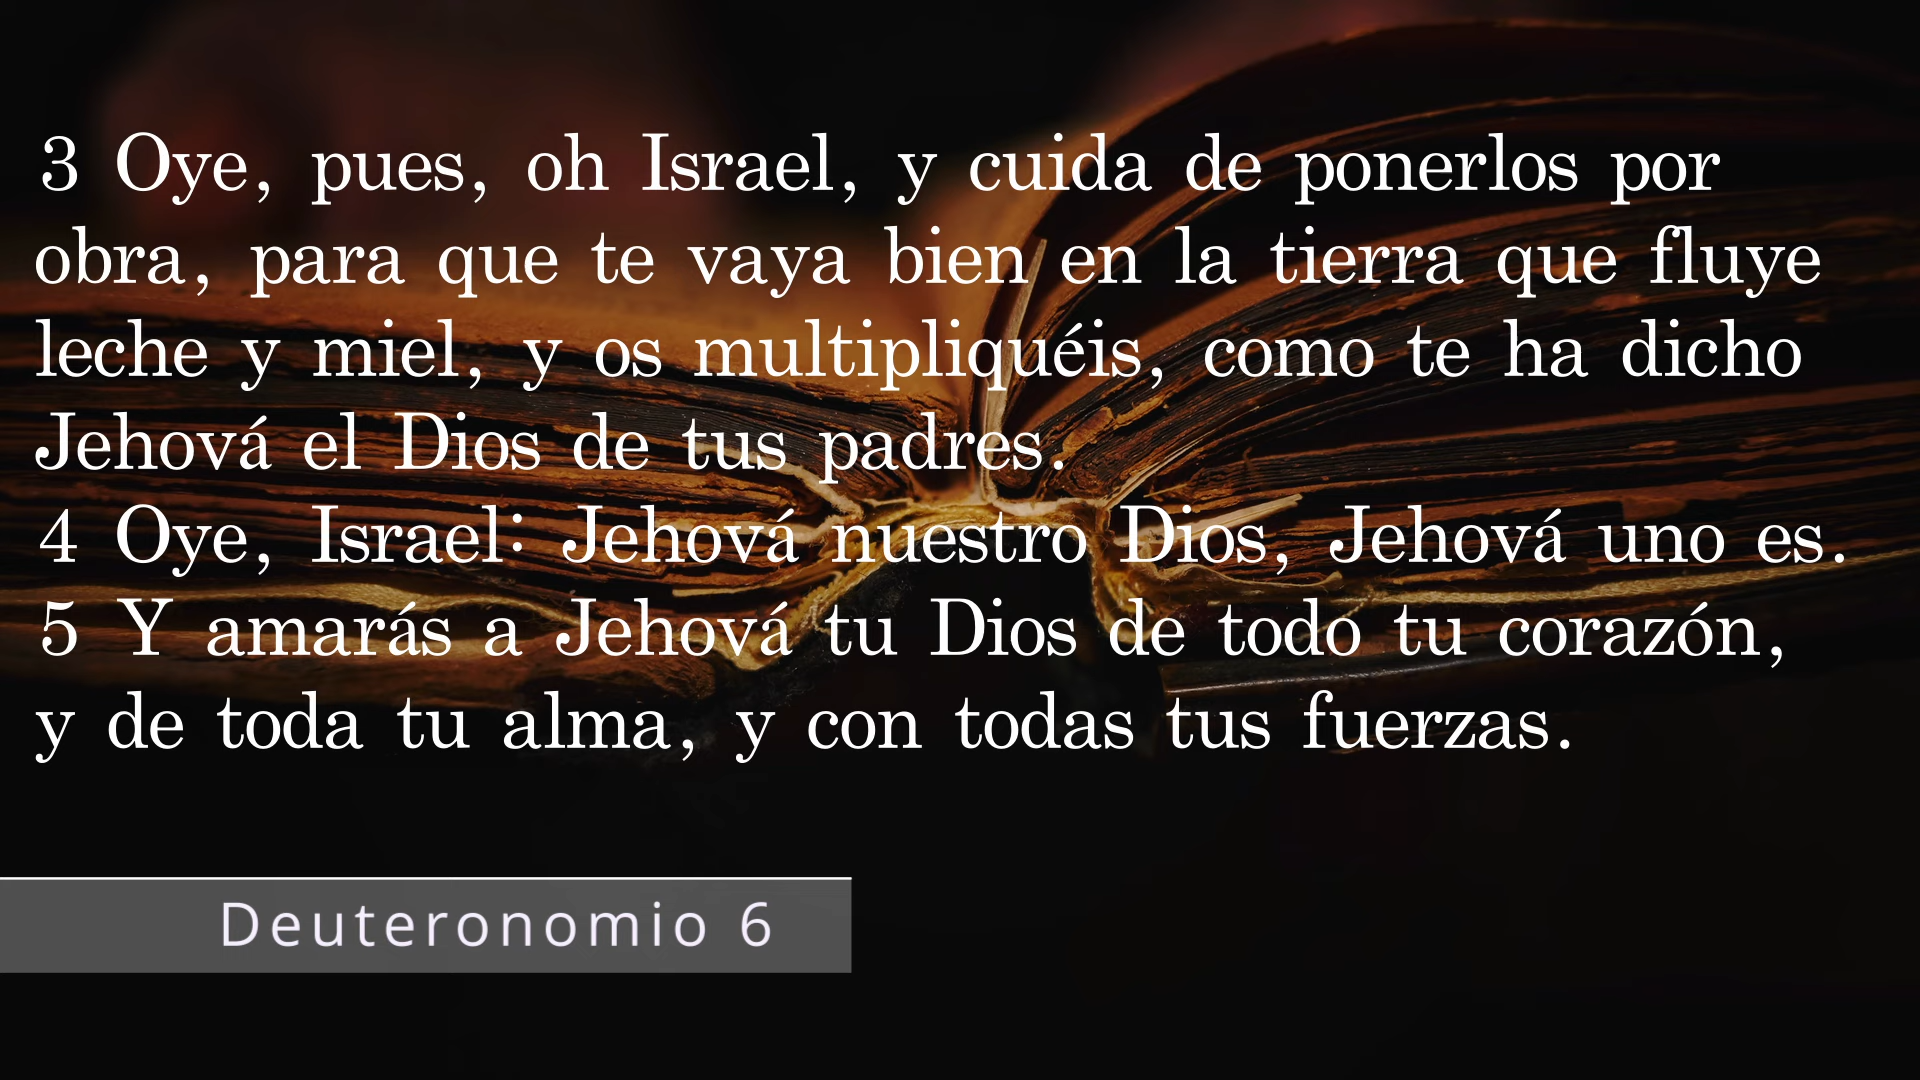 3 Oye, pues, oh Israel, y cuida de ponerlos por
obra, para que te vaya bien en la tierra que fluye
leche y miel, y os multipliquéis, como te ha dicho
Jehová el Dios de tus padres.
4 Oye, Israel: Jehová nuestro Dios, Jehová uno es.
5 Y amarás a Jehová tu Dios de todo tu corazón,
y de toda tu alma, y con todas tus fuerzas.
Deuteronomio 6